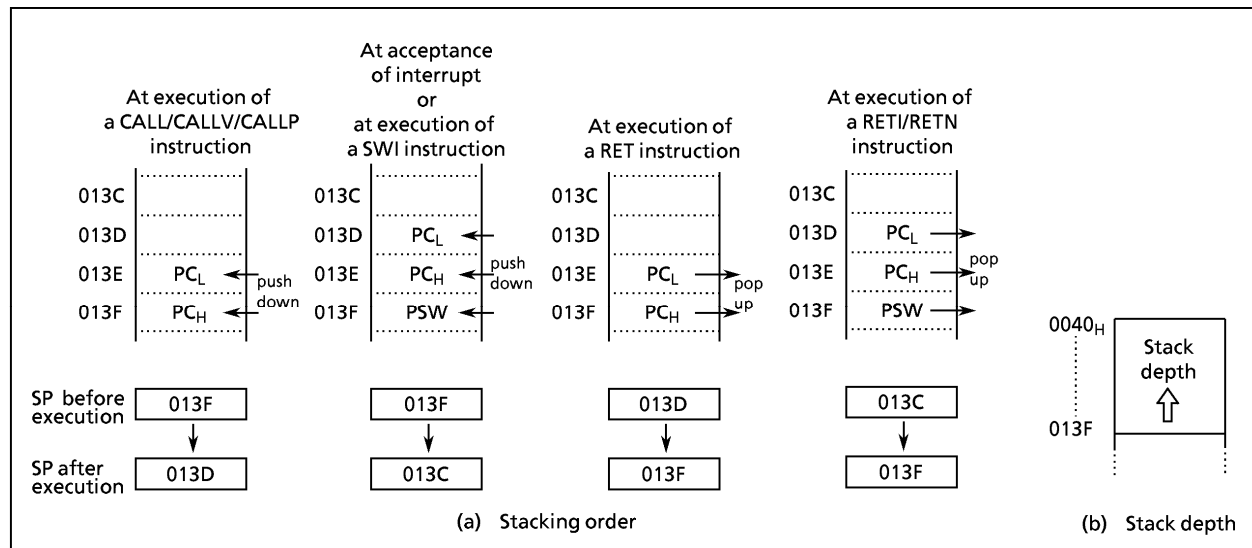 At execution of
a CALL/CALLV/CALLP
instruction
013C
013D
013E PCL push
013F PCH down
At acceptance
of interrupt
or
at execution of
a SWI instruction
013C
013D PCL
013E PCH push
013F PSW down
At execution of
a RET instruction
013C
013D
013E PCL pop
013F PCH up
At execution of
a RETI/RETN
instruction
013C
013D PCL
013E PCH pop
013F PSW up
SP before
execution
013F 013F 013D 013C
SP after
execution
013D 013C 013F 013F
(a) Stacking order
0040H
Stack
depth
013F
(b) Stack depth